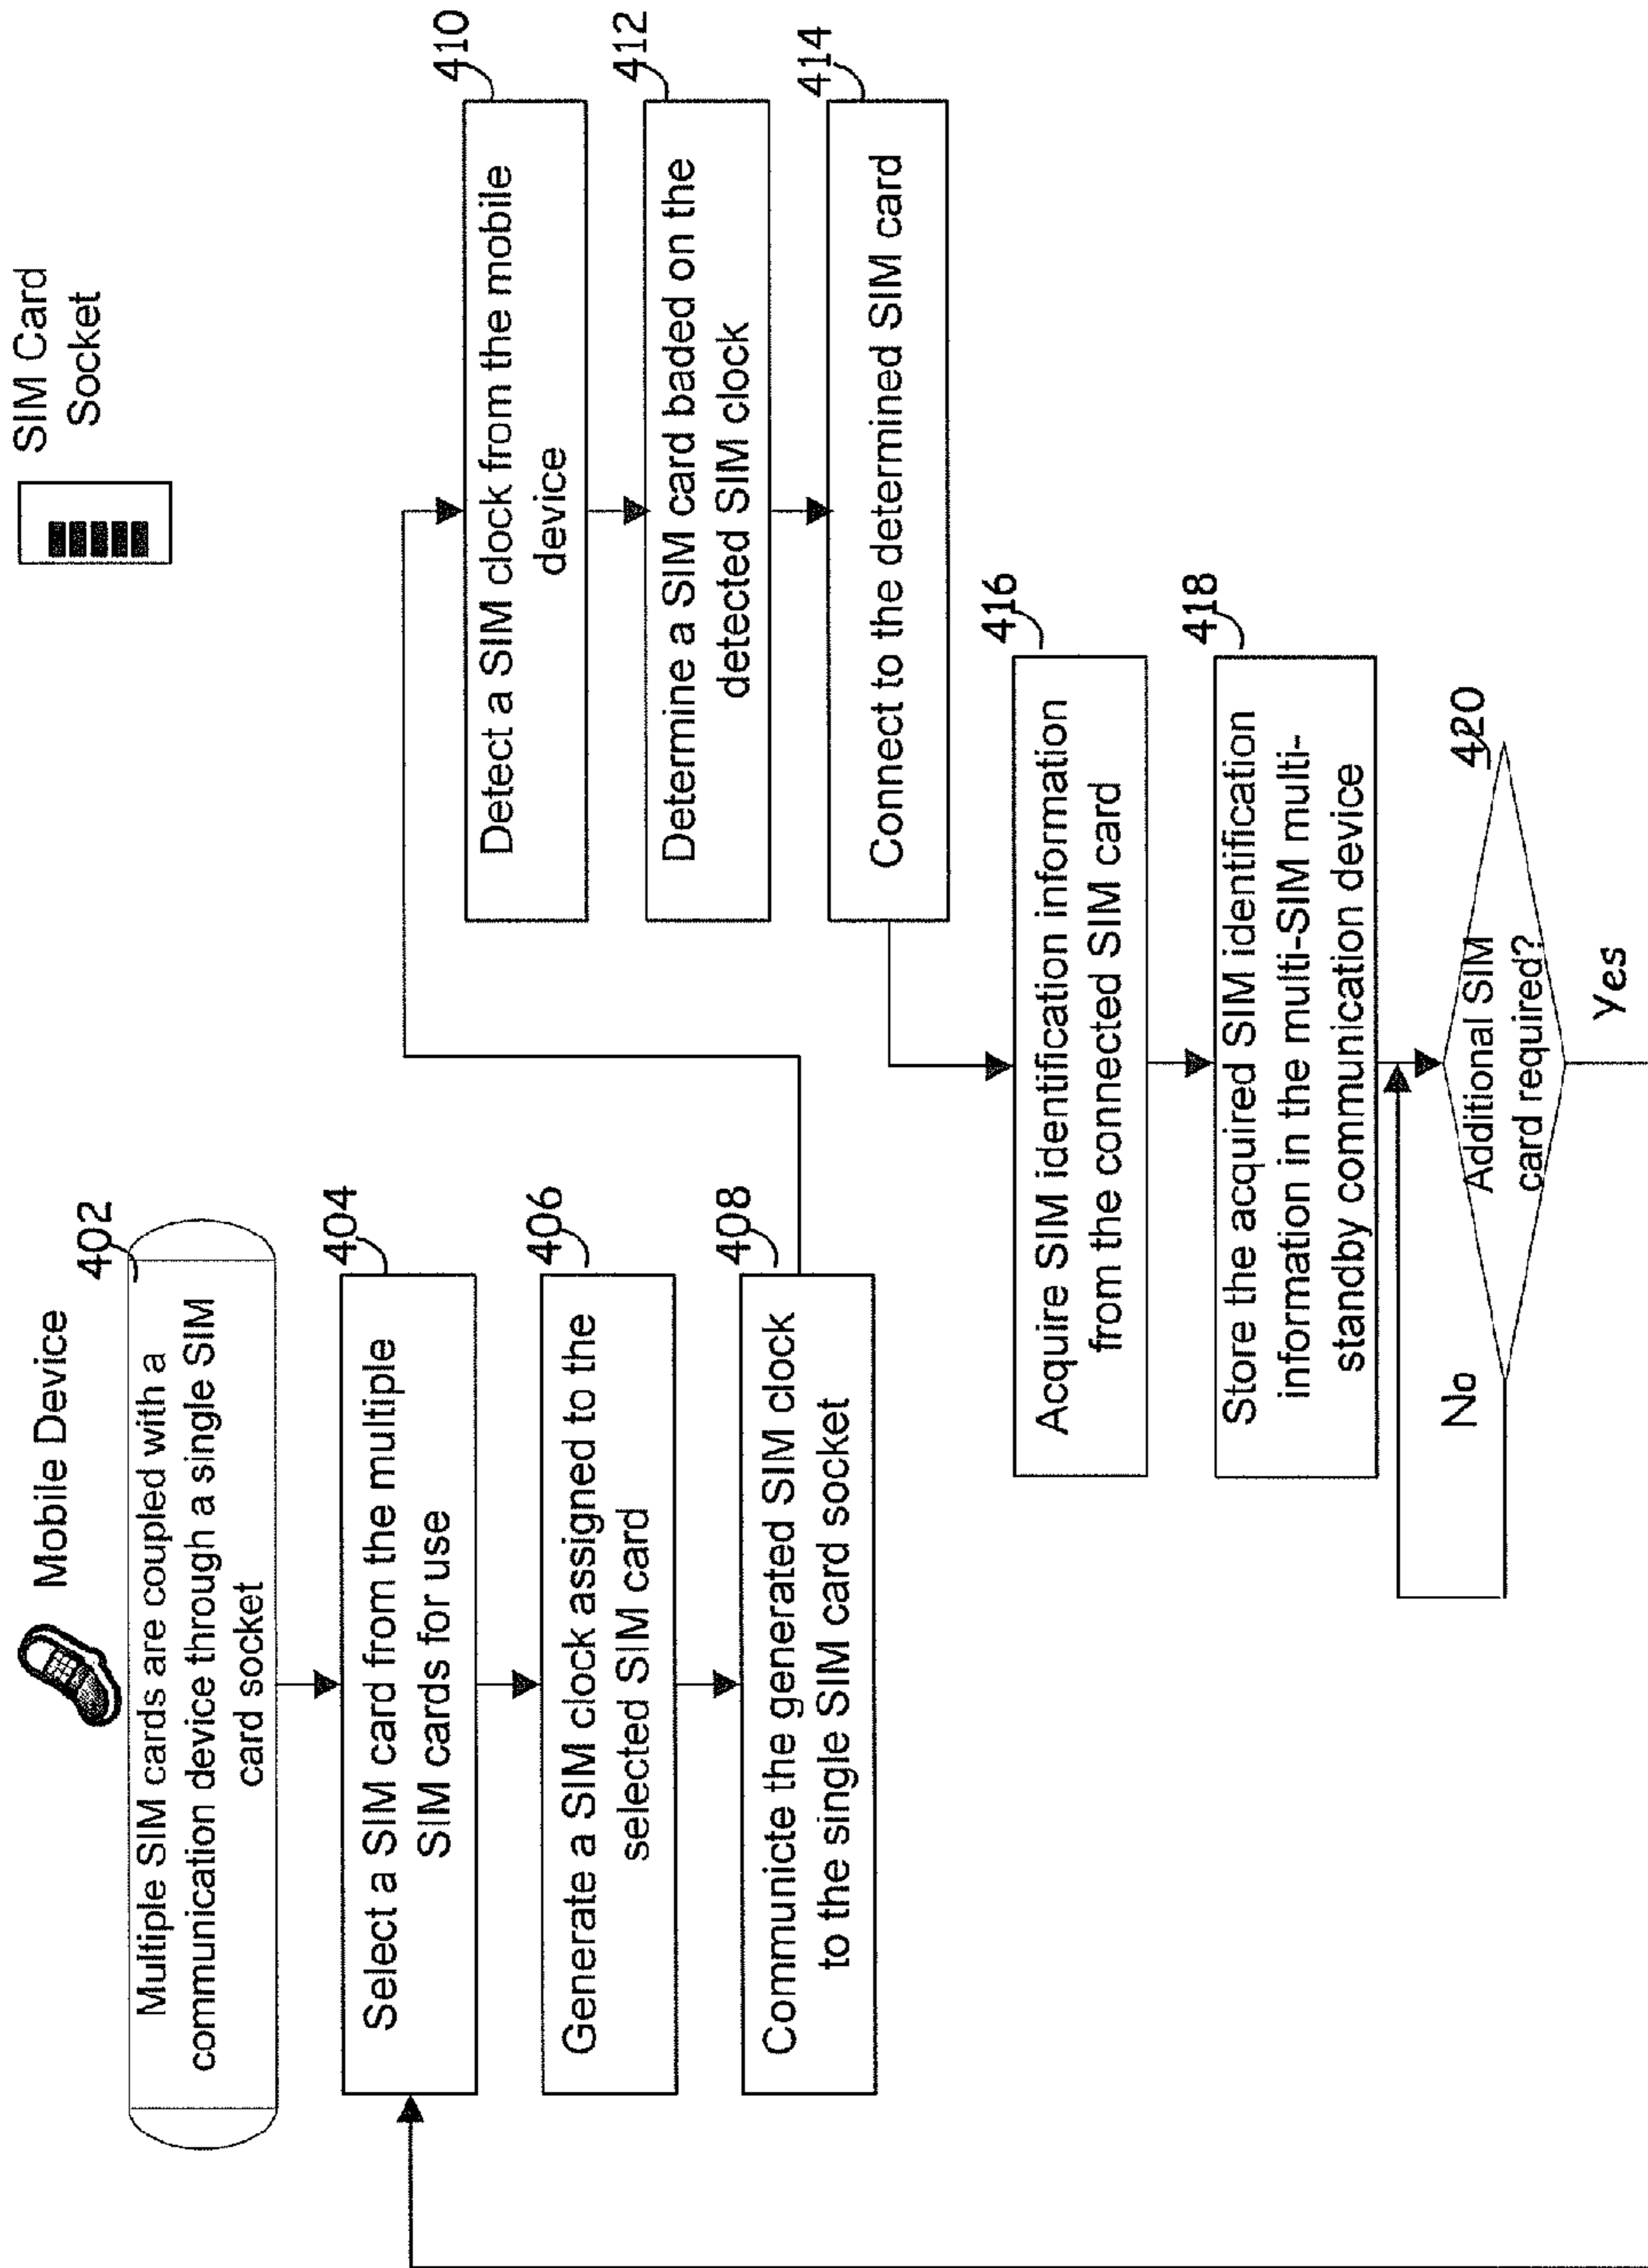 Mobile Device
SIM Card
Socket
402
Multiple SIM cards are coupled with a
communication device through a single SIM
card socket
404
Select a SIM card from the multiple
SIM cards for use
406
Generate a SIM clock assigned to the
selected SIM card
408
Communicte the generated SIM clock
to the single SIM card socket
410
Detect a SIM clock from the mobile
device
412
Determine a SIM card baded on the
detected SIM clock
414
Connect to the determined SIM card
416
Acquire SIM identification information
from the connected SIM card
418
Store the acquired SIM identification
information in the multi-SIM multi-
standby communication device
420
Additional SIM
card required?
No
Yes